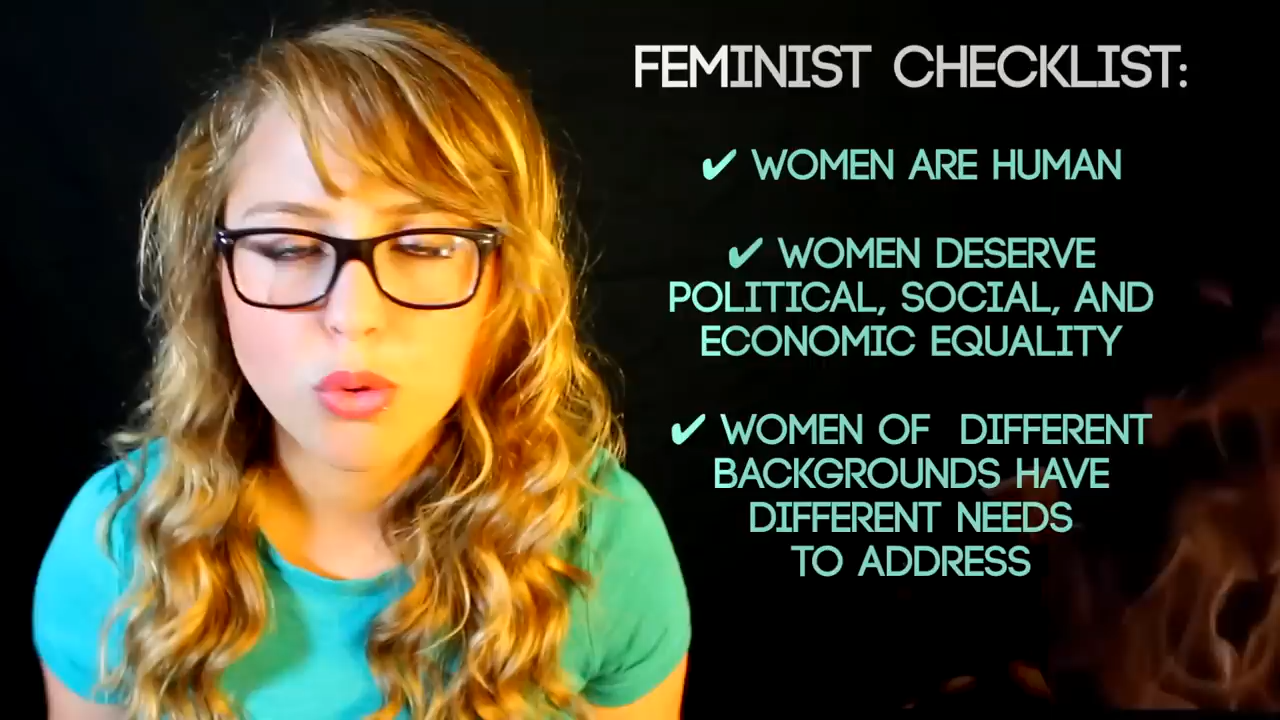 FEMINIST CHECKLIST:
✔ WOMEN ARE HUMAN
✔ WOMEN DESERVE
POLITICAL, SOCIAL, AND
ECONOMIC EQUALITY
✔ WOMEN OF DIFFERENT
BACKGROUNDS HAVE
DIFFERENT NEEDS
TO ADDRESS